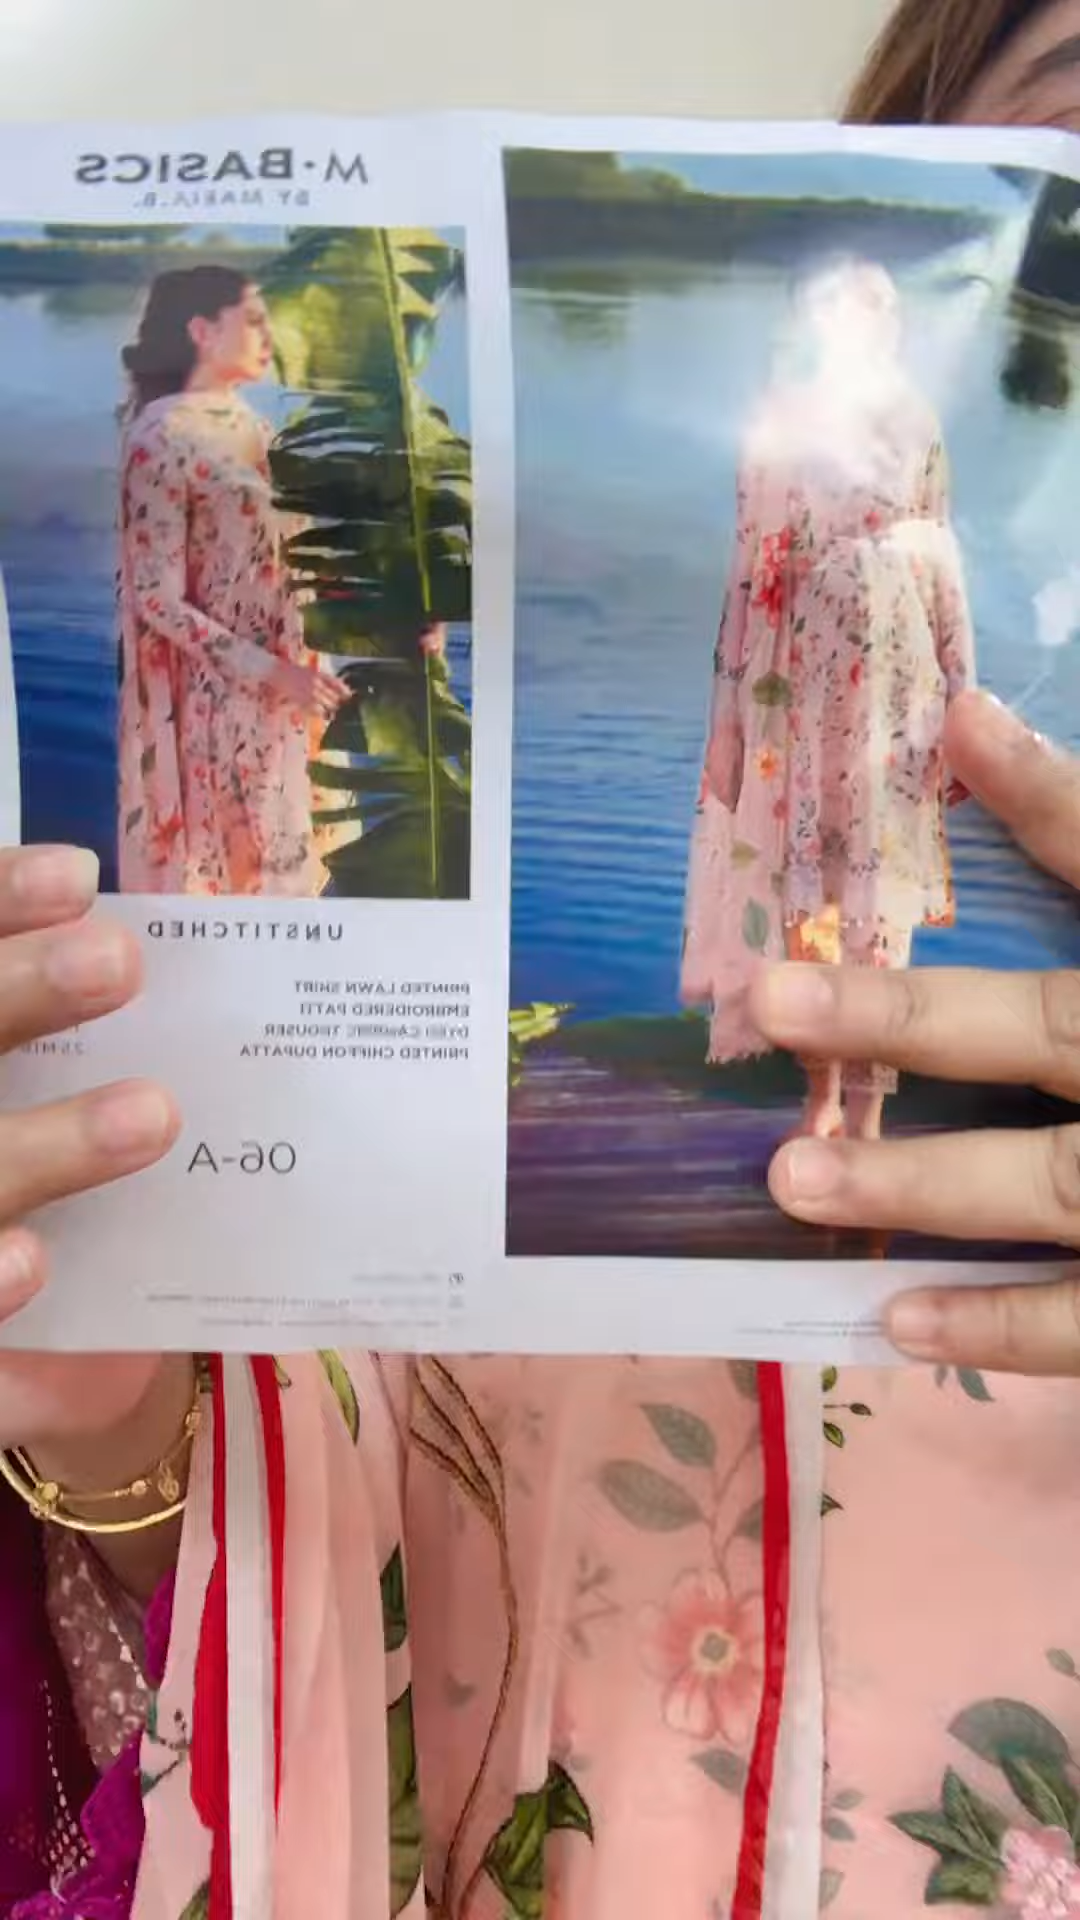 M·BASICS
BY MARIA.B.
UNSTITCHED
PRINTED LAWN SHIRT
EMBROIDERED PATTI
DYED CAMBRIC TROUSER
PRINTED CHIFFON DUPATTA
06-A